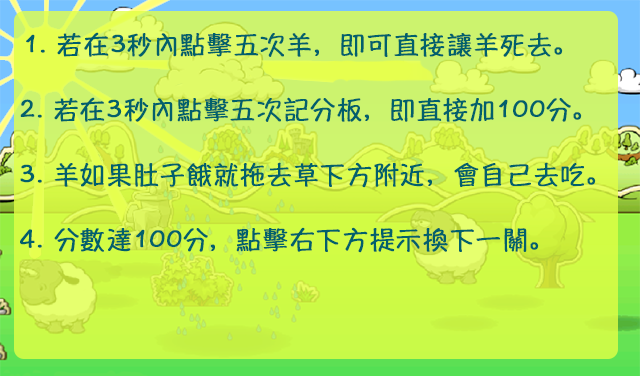 1. 若在3秒內點擊五次羊，即可直接讓羊死去。
2. 若在3秒內點擊五次記分板，即直接加100分。
3. 羊如果肚子餓就拖去草下方附近，會自己去吃。
4. 分數達100分，點擊右下方提示換下一關。